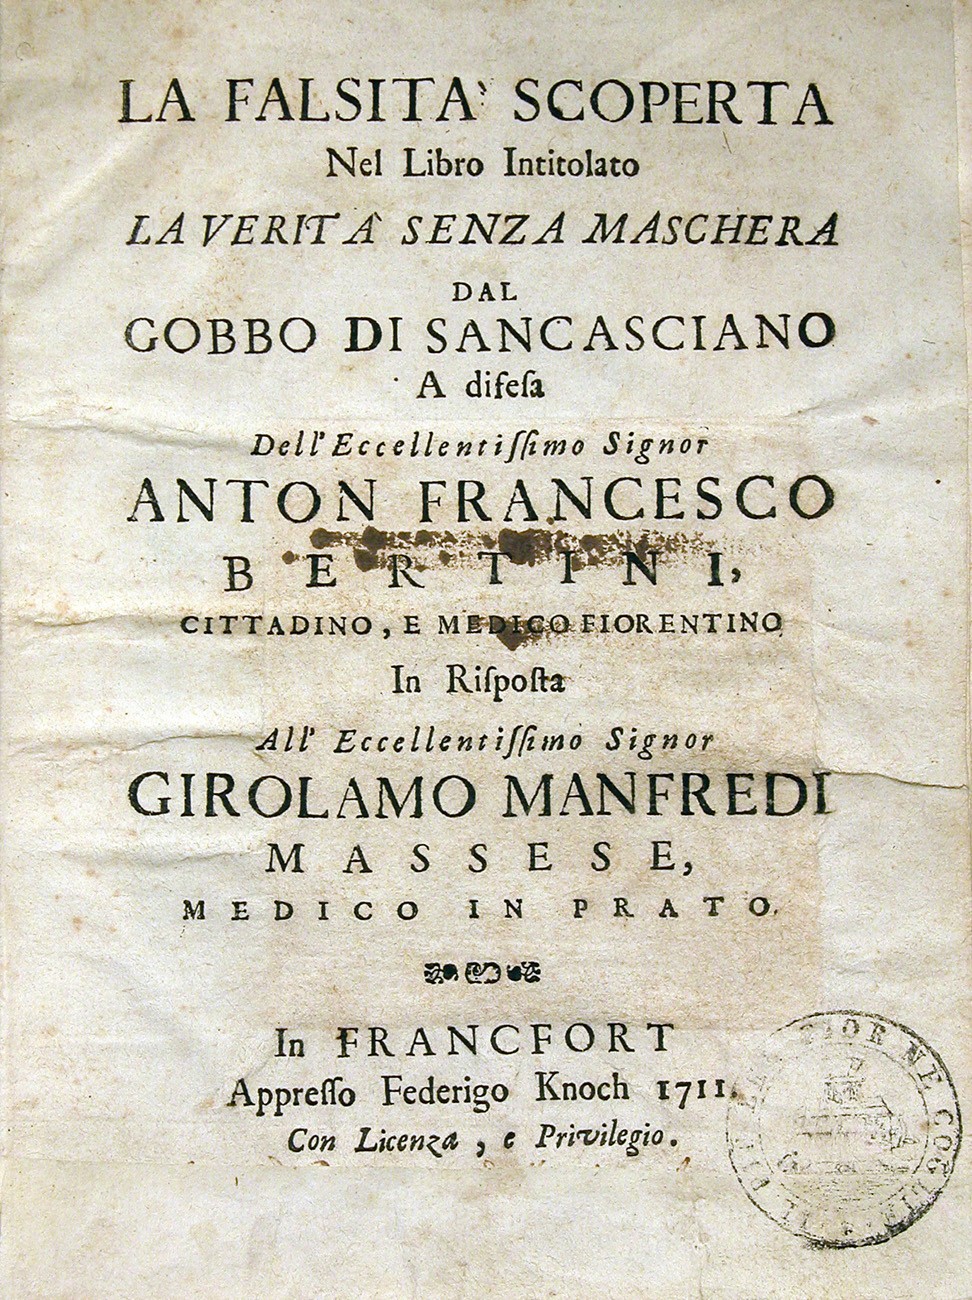 LA FALSITA' SCOPERTA
Nel Libro Intitolato
LA VERITA' SENZA MASCHERA
DAL
GOBBO DI SANCASCIANO
A difeſa
Dell'Eccellentiſſimo Signor
ANTON FRANCESCO
BERTINI,
CITTADINO, E MEDICO FIORENTINO
In Riſpoſta
All' Eccellentiſſimo Signor
GIROLAMO MANFREDI
MASSESE,
MEDICO IN PRATO.
In FRANCFORT
Appreſſo Federigo Knoch 1711.
Con Licenza, e Privilegio.